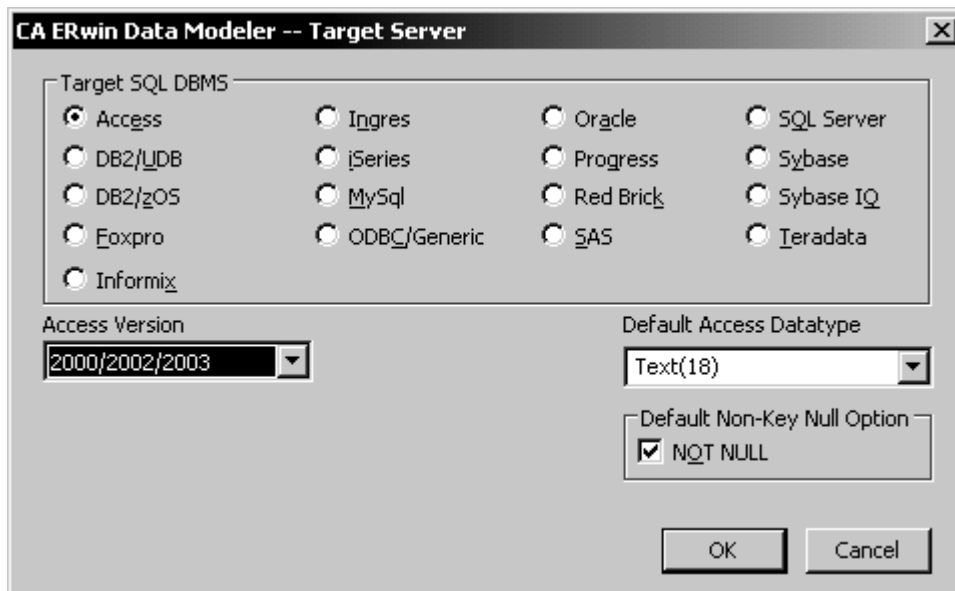 CA ERwin Data Modeler -- Target Server
Target SQL DBMS
Access Ingres Oracle SQL Server
DB2/UDB iSeries Progress Sybase
DB2/zOS MySql Red Brick Sybase IQ
Foxpro ODBC/Generic SAS Teradata
Informix
Access Version Default Access Datatype
2000/2002/2003 Text(18)
Default Non-Key Null Option
NOT NULL
OK Cancel